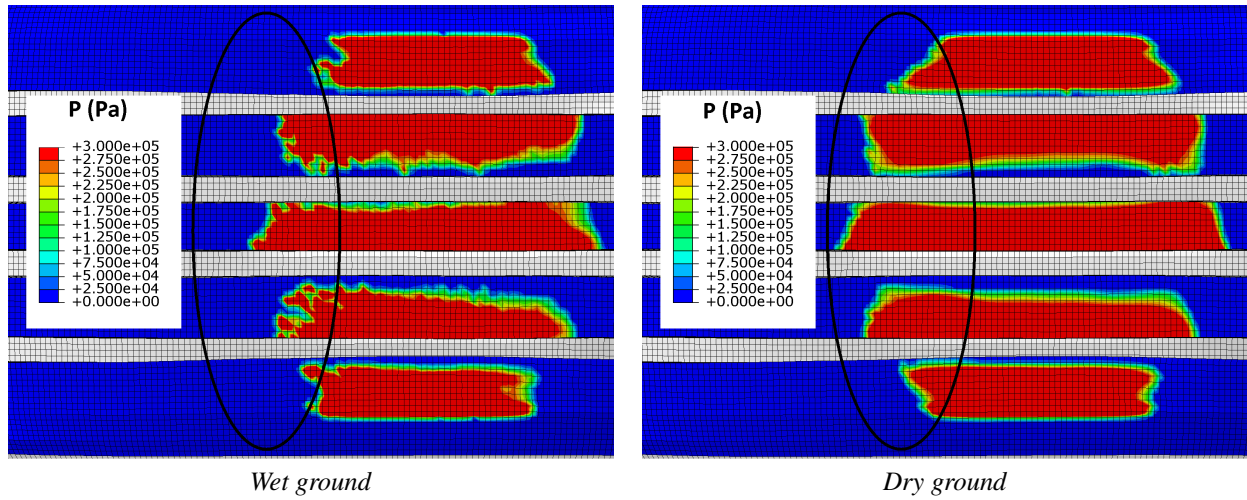 P (Pa)
+3.000e+05
+2.750e+05
+2.500e+05
+2.250e+05
+2.000e+05
+1.750e+05
+1.500e+05
+1.250e+05
+1.000e+05
+7.500e+04
+5.000e+04
+2.500e+04
+0.000e+00
Wet ground
P (Pa)
+3.000e+05
+2.750e+05
+2.500e+05
+2.250e+05
+2.000e+05
+1.750e+05
+1.500e+05
+1.250e+05
+1.000e+05
+7.500e+04
+5.000e+04
+2.500e+04
+0.000e+00
Dry ground